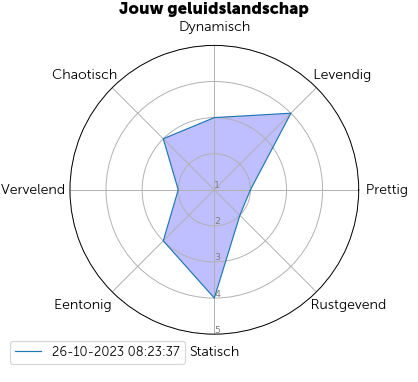 Jouw geluidslandschap
Dynamisch
Chaotisch
Levendig
Vervelend
1
Prettig
2
3
4
Eentonig
Rustgevend
5
26-10-2023 08:23:37
Statisch